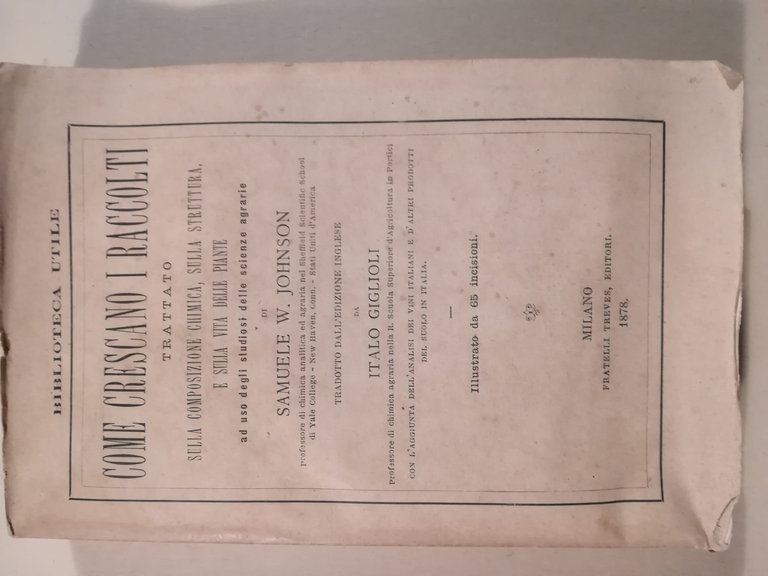 BIBLIOTECA UTILE
COME CRESCANO I RACCOLTI
TRATTATO
SULLA COMPOSIZIONE CHIMICA, SULLA STRUTTURA,
E SULLA VITA DELLE PIANTE
ad uso degli studiosi delle scienze agrarie
DI
SAMUELE W. JOHNSON
Professore di chimica analitica ed agraria nel Sheffield Scientific School
di Yale College - New Haven, Conn. - Stati Uniti d'America
TRADOTTO DALL'EDIZIONE INGLESE
DA
ITALO GIGLIOLI
Professore di chimica agraria nella R. Scuola Superiore d'Agricoltura in Portici
CON L'AGGIUNTA DELL'ANALISI DEI VINI ITALIANI E D'ALTRI PRODOTTI
DEL SUOLO IN ITALIA.
Illustrato da 65 incisioni.
MILANO
FRATELLI TREVES, EDITORI.
1878.